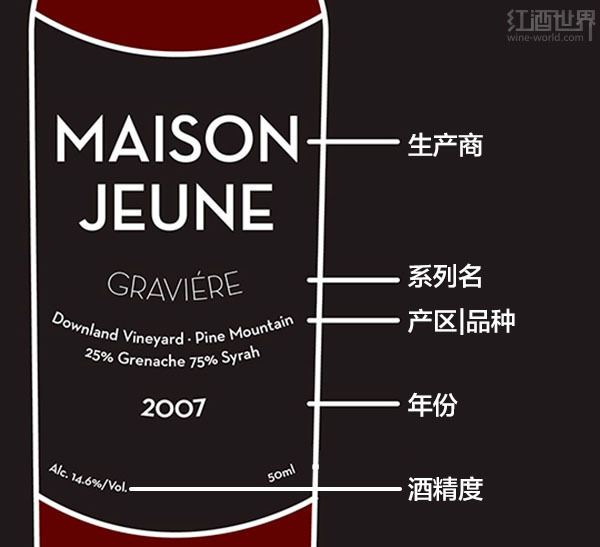 红酒世界
wine-world.com
MAISON
JEUNE
生产商
GRAVIÉRE
系列名
Downland Vineyard · Pine Mountain
产区|品种
25% Grenache 75% Syrah
2007
年份
Alc. 14.6%/Vol.
50ml
酒精度